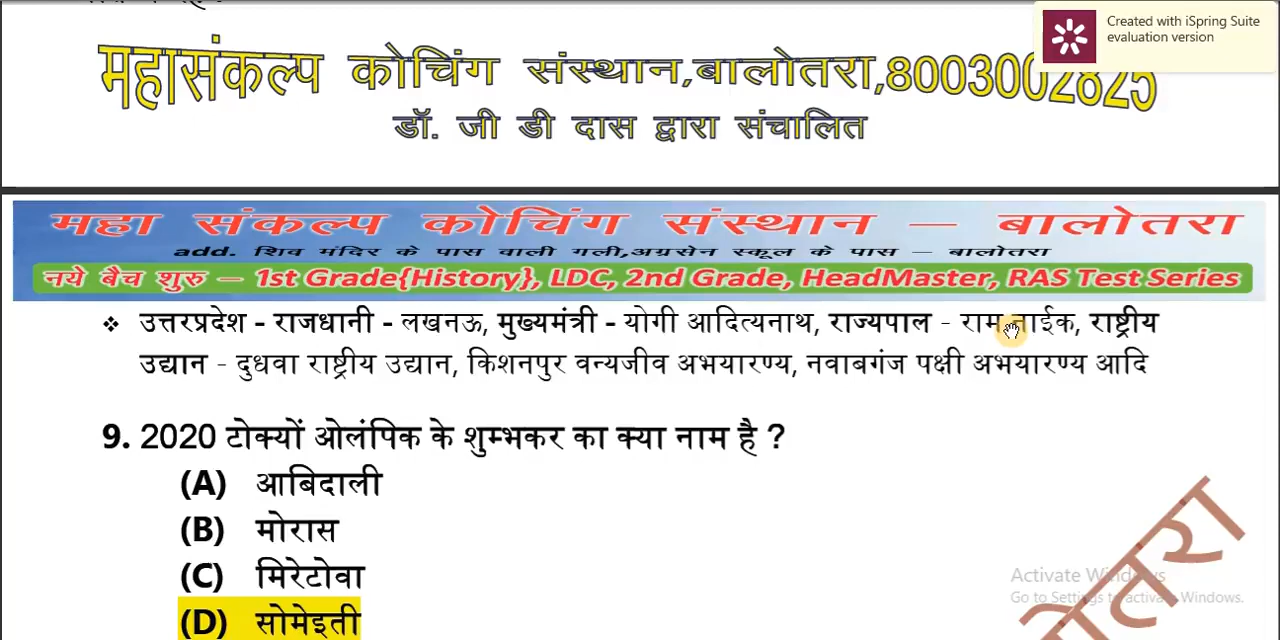 Created with iSpring Suite
evaluation version
महासंकल्प कोचिंग संस्थान,बालोतरा,8003002825
डॉ. जी डी दास द्वारा संचालित
महा संकल्प कोचिंग संस्थान – बालोतरा
add. शिव मंदिर के पास वाली गली,अग्रसेन स्कूल के पास – बालोतरा
नये बैच शुरु – 1st Grade{History}, LDC, 2nd Grade, HeadMaster, RAS Test Series
❖ उत्तरप्रदेश - राजधानी - लखनऊ, मुख्यमंत्री - योगी आदित्यनाथ, राज्यपाल - राम नाईक, राष्ट्रीय
उद्यान - दुधवा राष्ट्रीय उद्यान, किशनपुर वन्यजीव अभयारण्य, नवाबगंज पक्षी अभयारण्य आदि
9. 2020 टोक्यों ओलंपिक के शुम्भकर का क्या नाम है ?
(A) आबिदाली
(B) मोरास
(C) मिरेटोवा
(D) सोमेइती
Activate Windows
Go to Settings to activate Windows.